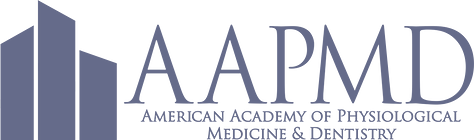 AAPMD
AMERICAN ACADEMY OF PHYSIOLOGICAL
MEDICINE & DENTISTRY